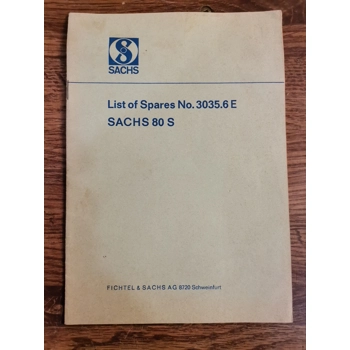 SACHS
List of Spares No. 3035.6 E
SACHS 80 S
FICHTEL & SACHS AG 8720 Schweinfurt